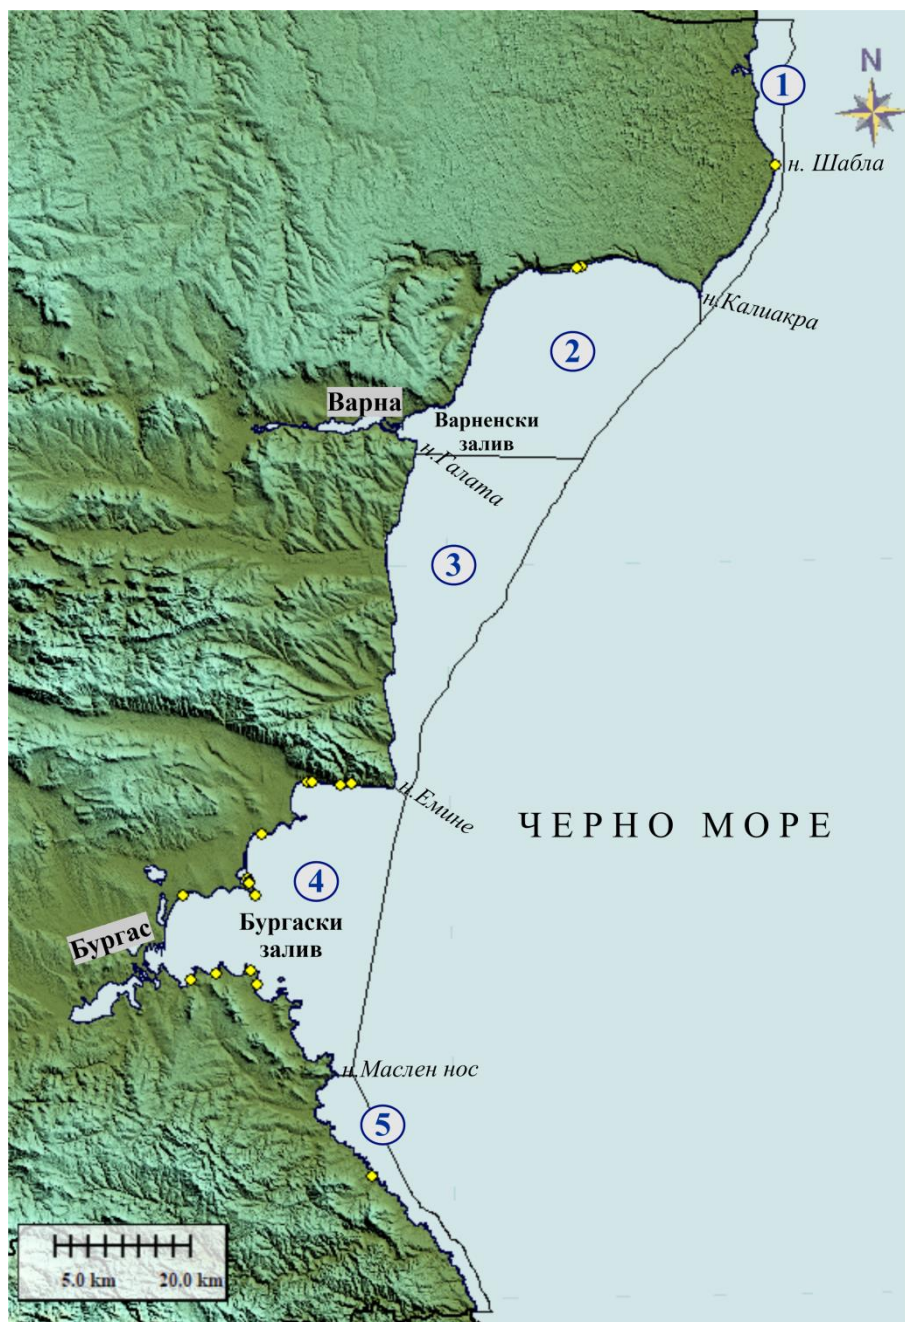 1
N
н. Шабла
н.Калиакра
2
Варна
Варненски
залив
н.Галата
3
н.Емине
ЧЕРНО МОРЕ
4
Бургаски
залив
Бургас
н.Маслен нос
5
5.0 km 20.0 km